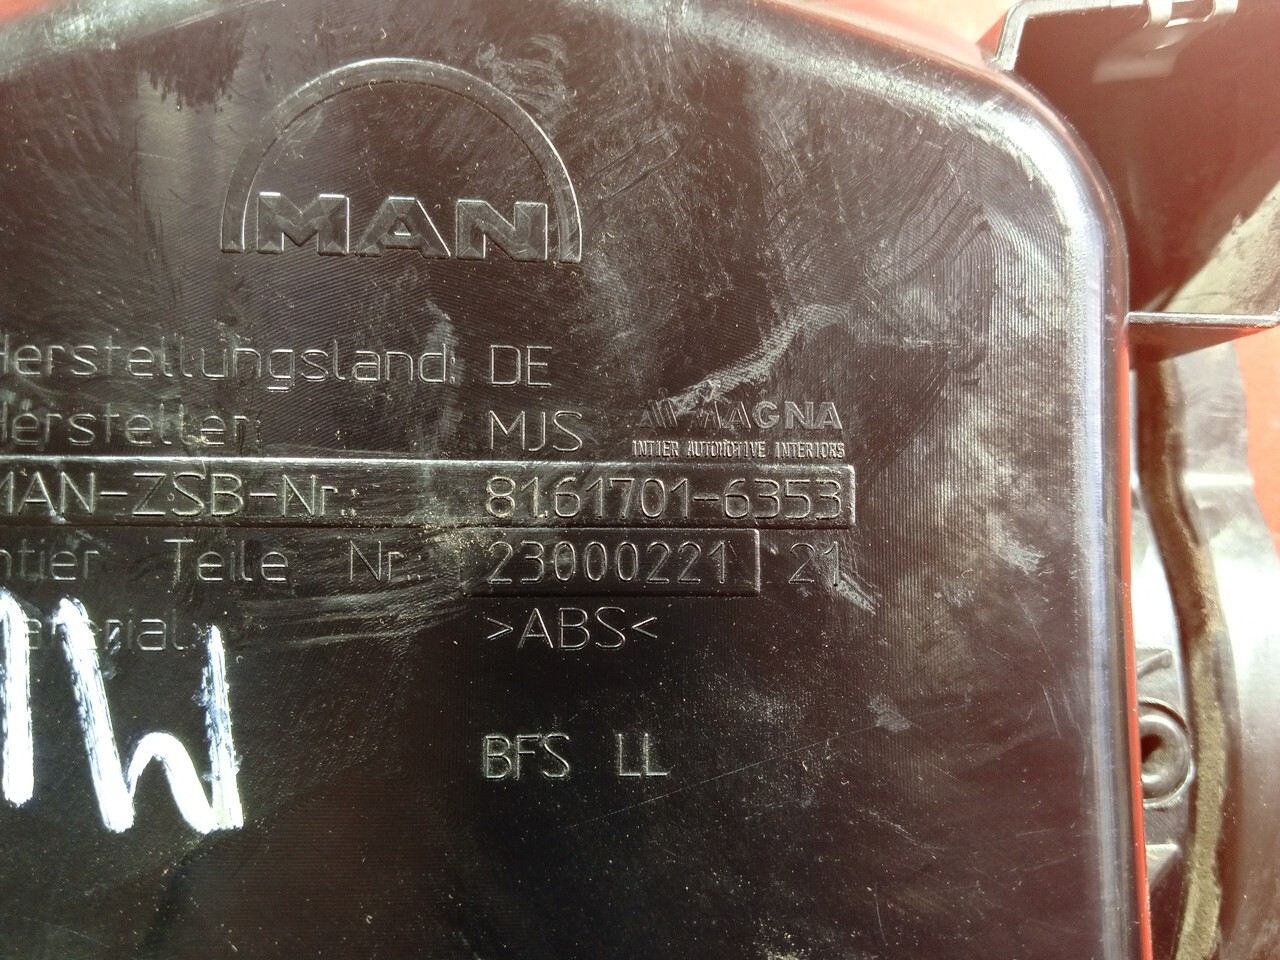 MAN
Herstellungsland: DE
Hersteller: MJS MAGNA
INTIER AUTOMOTIVE INTERIORS
MAN-ZSB-Nr.: 81.61701-6353
Intier Teile Nr.: 23000221 21
Material: >ABS<
BFS LL